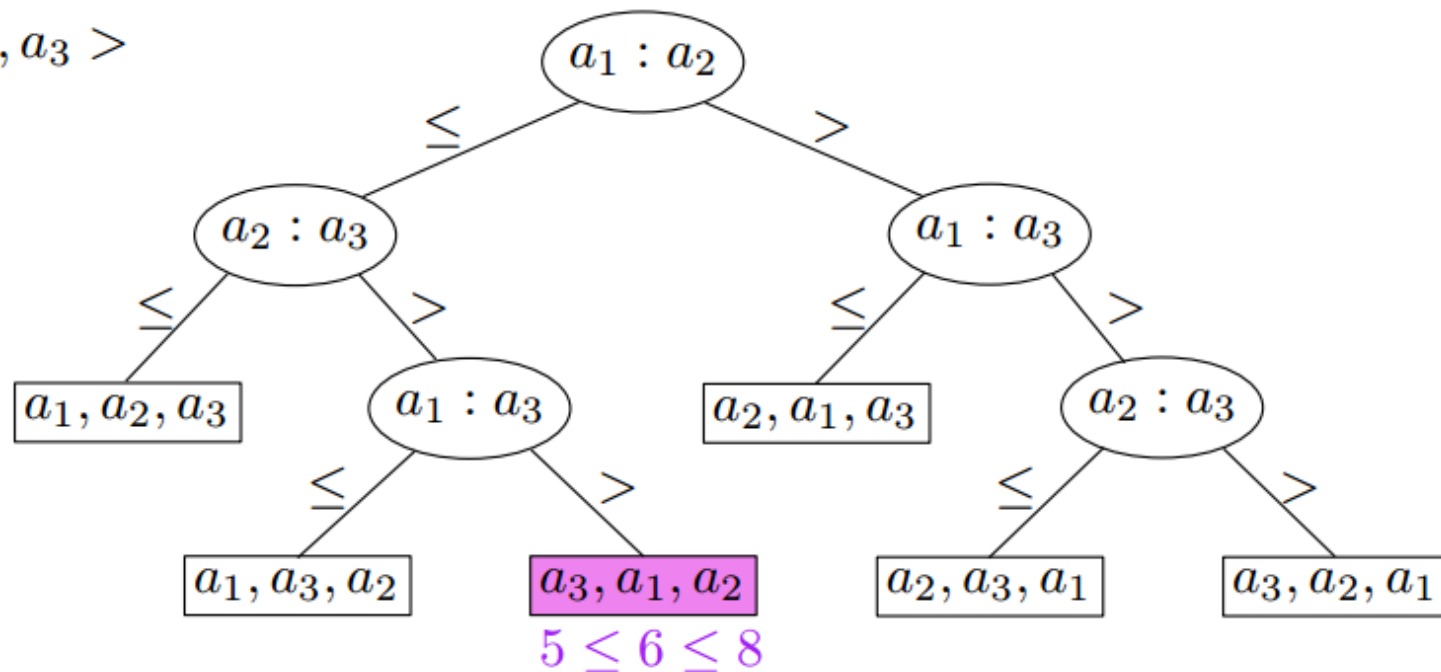 , a₃ >
a₁ : a₂
≤ >
a₂ : a₃ a₁ : a₃
≤ > ≤ >
a₁, a₂, a₃ a₁ : a₃ a₂, a₁, a₃ a₂ : a₃
≤ > ≤ >
a₁, a₃, a₂ a₃, a₁, a₂ a₂, a₃, a₁ a₃, a₂, a₁
5 ≤ 6 ≤ 8